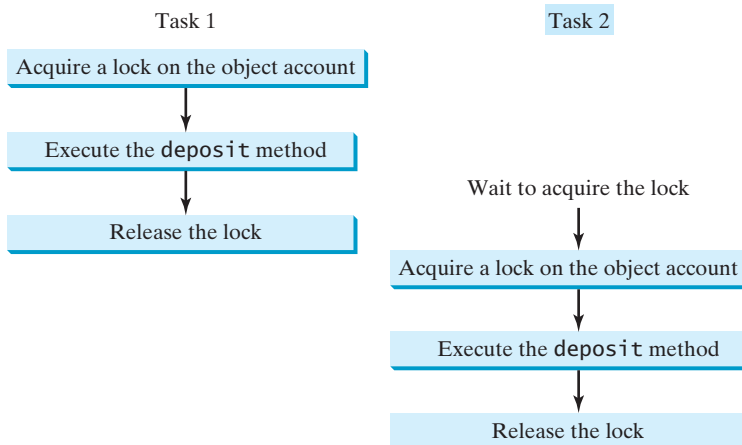 Task 1
Task 2
Acquire a lock on the object account
Execute the deposit method
Release the lock
Wait to acquire the lock
Acquire a lock on the object account
Execute the deposit method
Release the lock